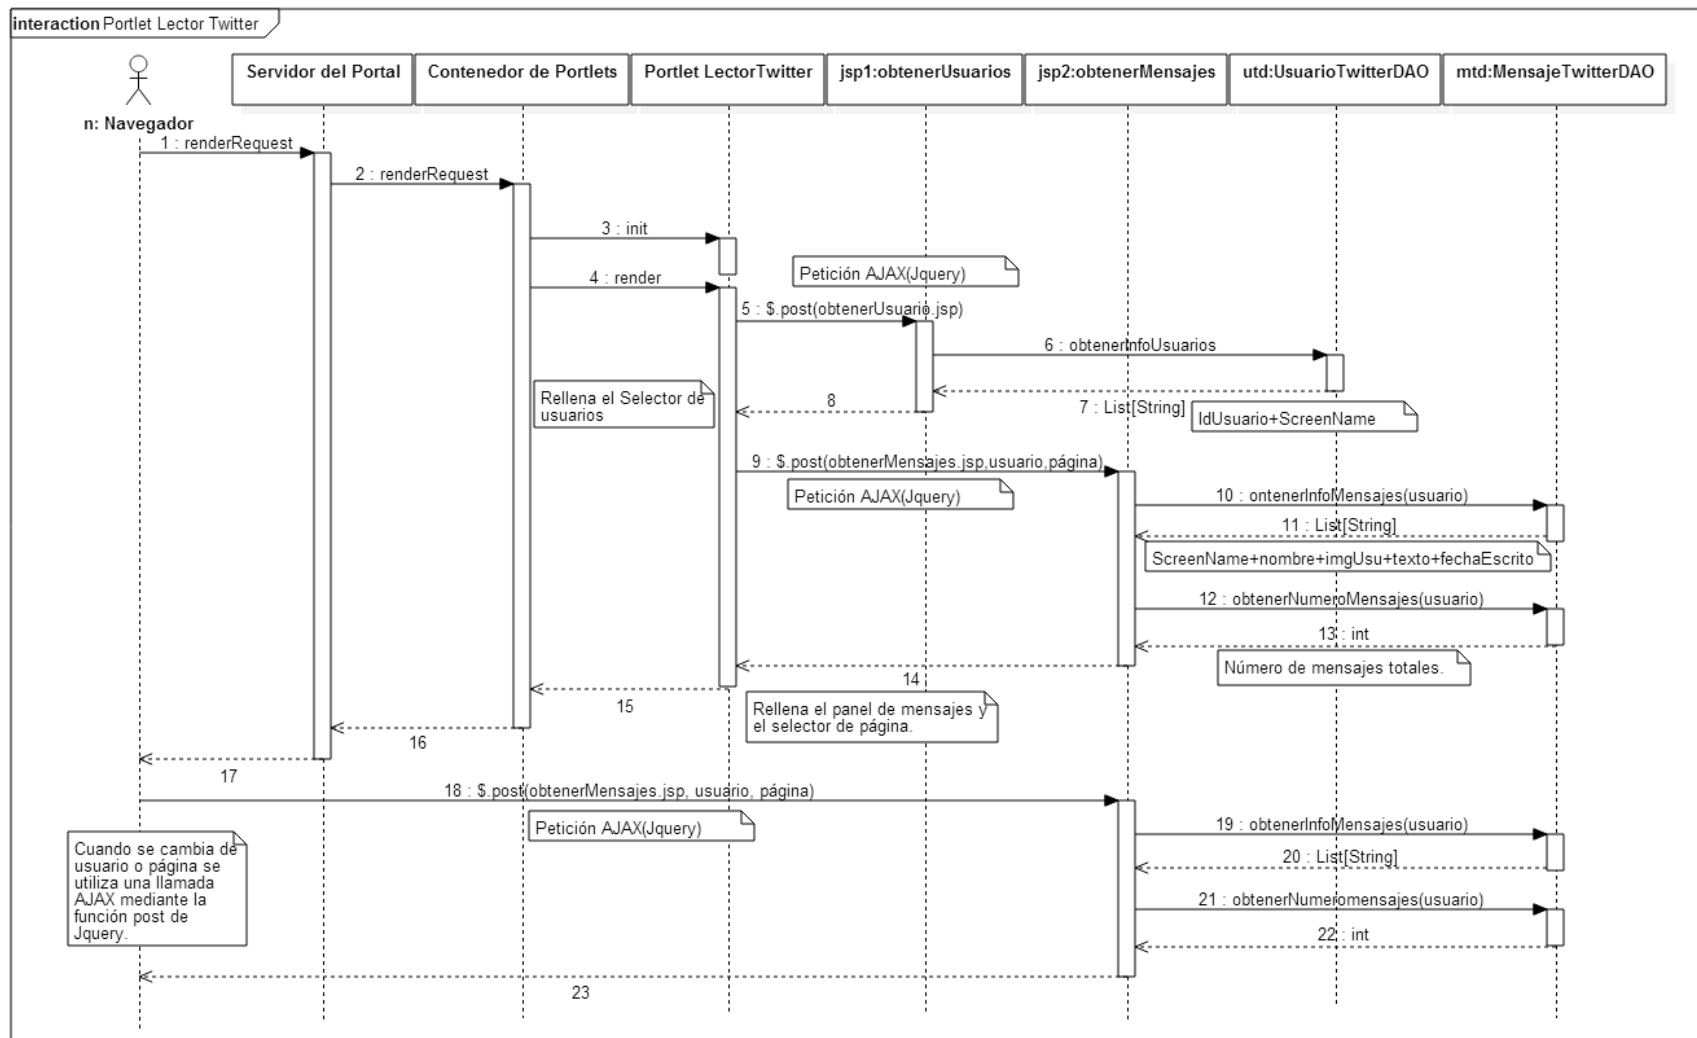 interaction Portlet Lector Twitter
n: Navegador
Servidor del Portal
Contenedor de Portlets
Portlet LectorTwitter
jsp1:obtenerUsuarios
jsp2:obtenerMensajes
utd:UsuarioTwitterDAO
mtd:MensajeTwitterDAO
1 : renderRequest
2 : renderRequest
3 : init
Petición AJAX(Jquery)
4 : render
5 : $.post(obtenerUsuario.jsp)
6 : obtenerInfoUsuarios
Rellena el Selector de
usuarios
8
7 : List[String]
IdUsuario+ScreenName
9 : $.post(obtenerMensajes.jsp,usuario,página)
Petición AJAX(Jquery)
10 : ontenerInfoMensajes(usuario)
11 : List[String]
ScreenName+nombre+imgUsu+texto+fechaEscrito
12 : obtenerNumeroMensajes(usuario)
13 : int
Número de mensajes totales.
14
15
Rellena el panel de mensajes y
el selector de página.
16
17
18 : $.post(obtenerMensajes.jsp, usuario, página)
Petición AJAX(Jquery)
19 : obtenerInfoMensajes(usuario)
Cuando se cambia de
usuario o página se
utiliza una llamada
AJAX mediante la
función post de
Jquery.
20 : List[String]
21 : obtenerNumeromensajes(usuario)
22 : int
23